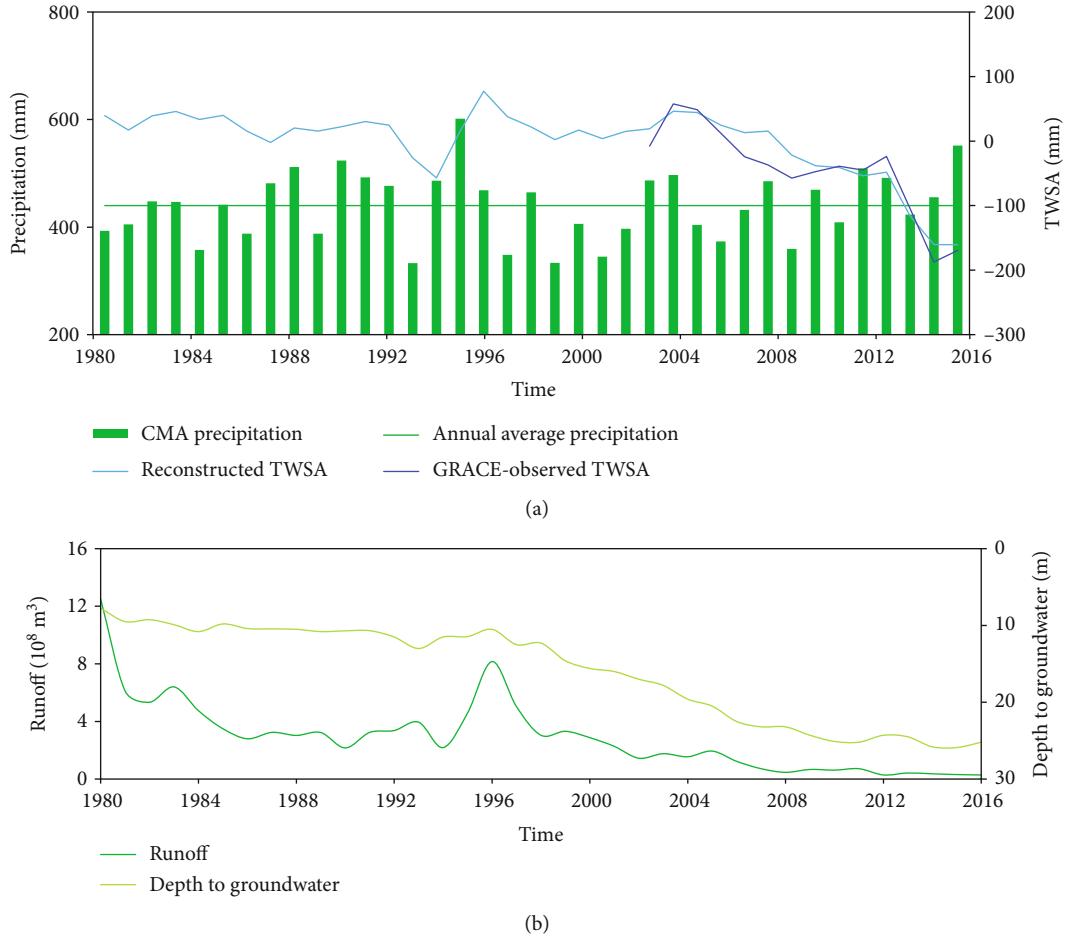 (a)
800
600
400
200
Precipitation (mm)
200
100
0
–100
–200
–300
TWSA (mm)
1980 1984 1988 1992 1996 2000 2004 2008 2012 2016
Time
CMA precipitation
Annual average precipitation
Reconstructed TWSA
GRACE-observed TWSA
(a)
16
12
8
4
0
Runoff (10⁸ m³)
0
10
20
30
Depth to groundwater (m)
1980 1984 1988 1992 1996 2000 2004 2008 2012 2016
Time
Runoff
Depth to groundwater
(b)